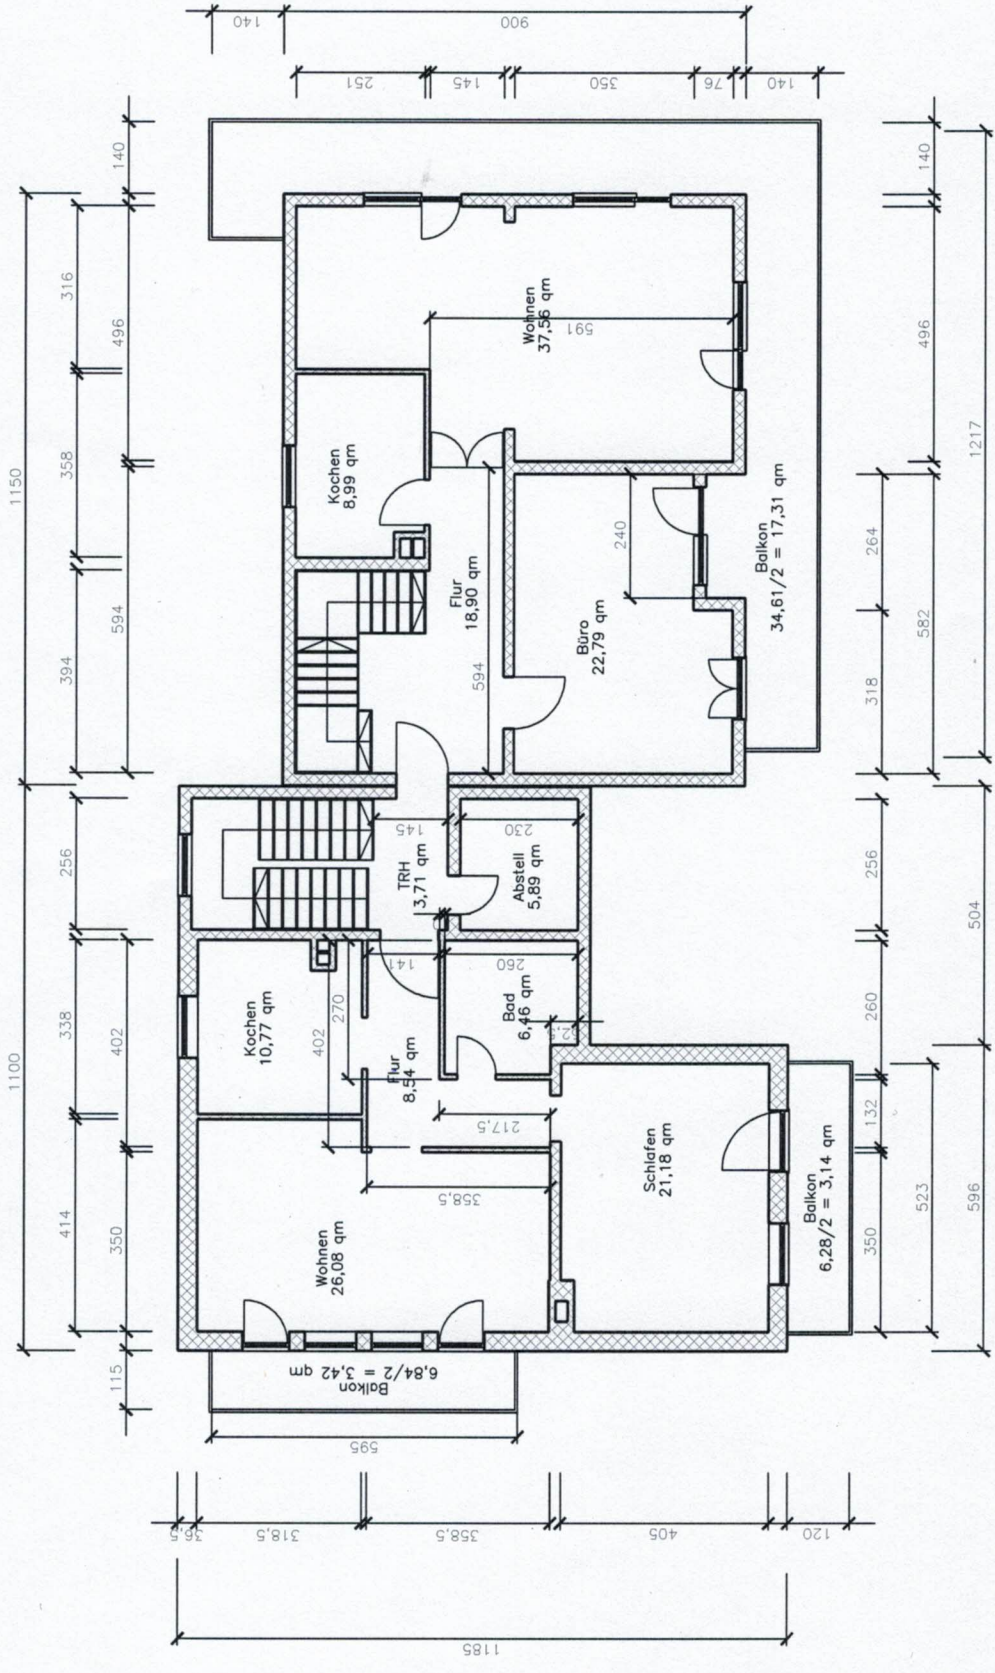 140
900
251
145
350
76
140
140
316
496
1150
358
594
394
Wohnen
37,56 qm
591
Kochen
8,99 qm
Flur
18,90 qm
594
Büro
22,79 qm
240
Balkon
34,61/2 = 17,31 qm
140
496
1217
264
582
318
256
338
402
1100
414
350
115
TRH
3,71 qm
145
230
Abstell
5,89 qm
Kochen
10,77 qm
402
270
141
260
Bad
6,46 qm
Flur
8,54 qm
217,5
358,5
Wohnen
26,08 qm
Schlafen
21,18 qm
Balkon
6,28/2 = 3,14 qm
Balkon
6,84/2 = 3,42 qm
256
504
260
132
523
350
596
595
36,5
318,5
358,5
405
120
1185